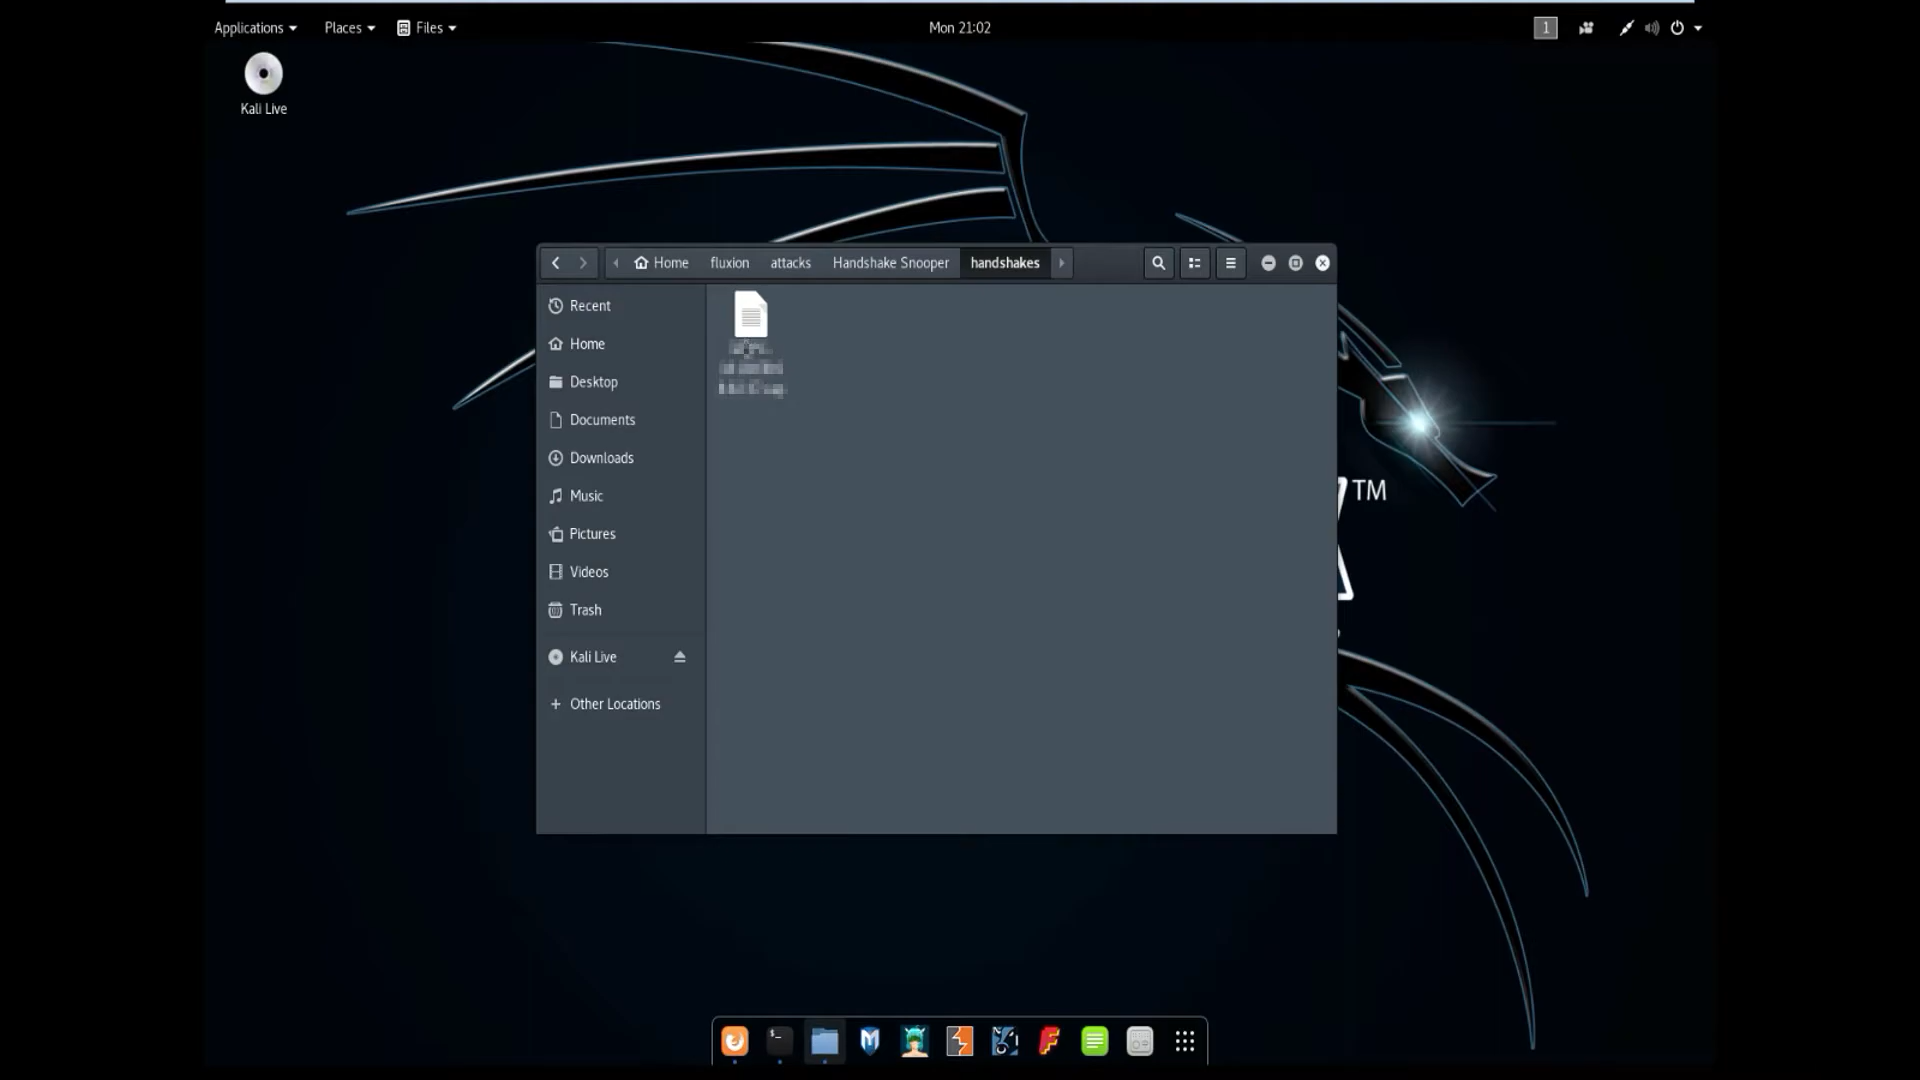 Applications Places Files Mon 21:02 1
Kali Live
Home fluxion attacks Handshake Snooper handshakes
Recent
Home
Desktop
Documents
Downloads
Music
Pictures
Videos
Trash
Kali Live
Other Locations
TM